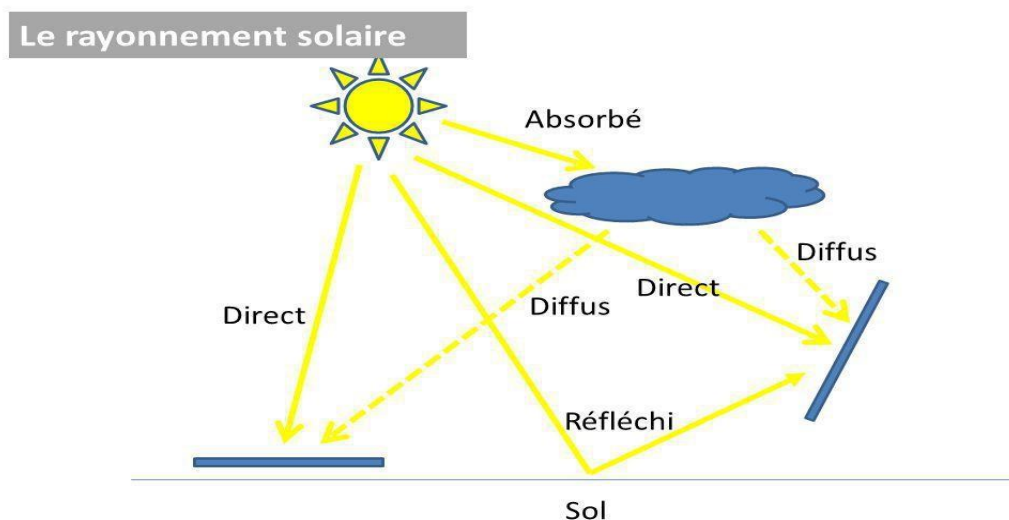 Le rayonnement solaire
Absorbé
Diffus
Direct
Diffus
Direct
Réfléchi
Sol